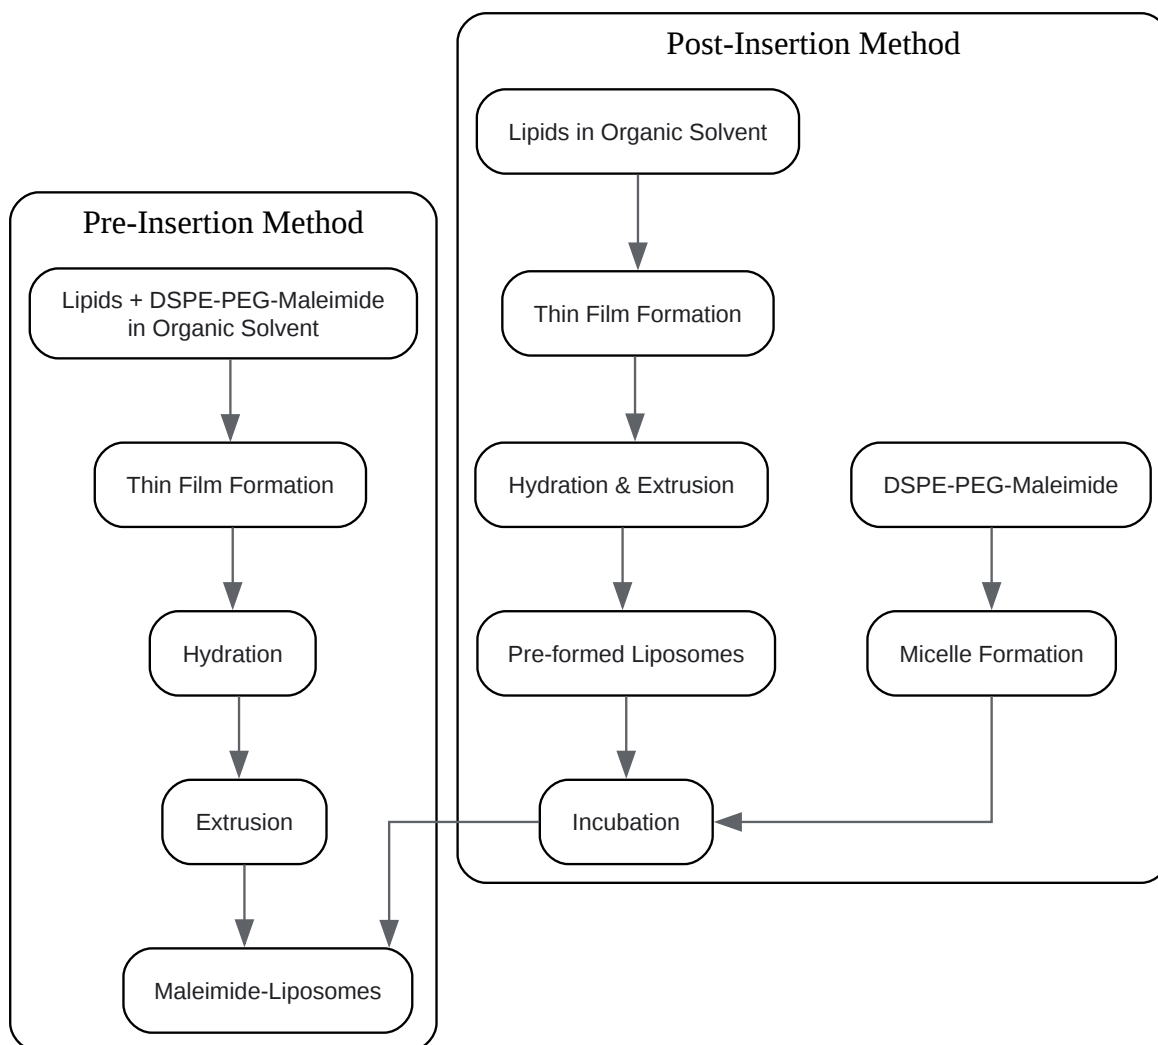 Pre-Insertion Method
Lipids + DSPE-PEG-Maleimide
in Organic Solvent
Thin Film Formation
Hydration
Extrusion
Maleimide-Liposomes
Post-Insertion Method
Lipids in Organic Solvent
Thin Film Formation
Hydration & Extrusion
Pre-formed Liposomes
DSPE-PEG-Maleimide
Micelle Formation
Incubation